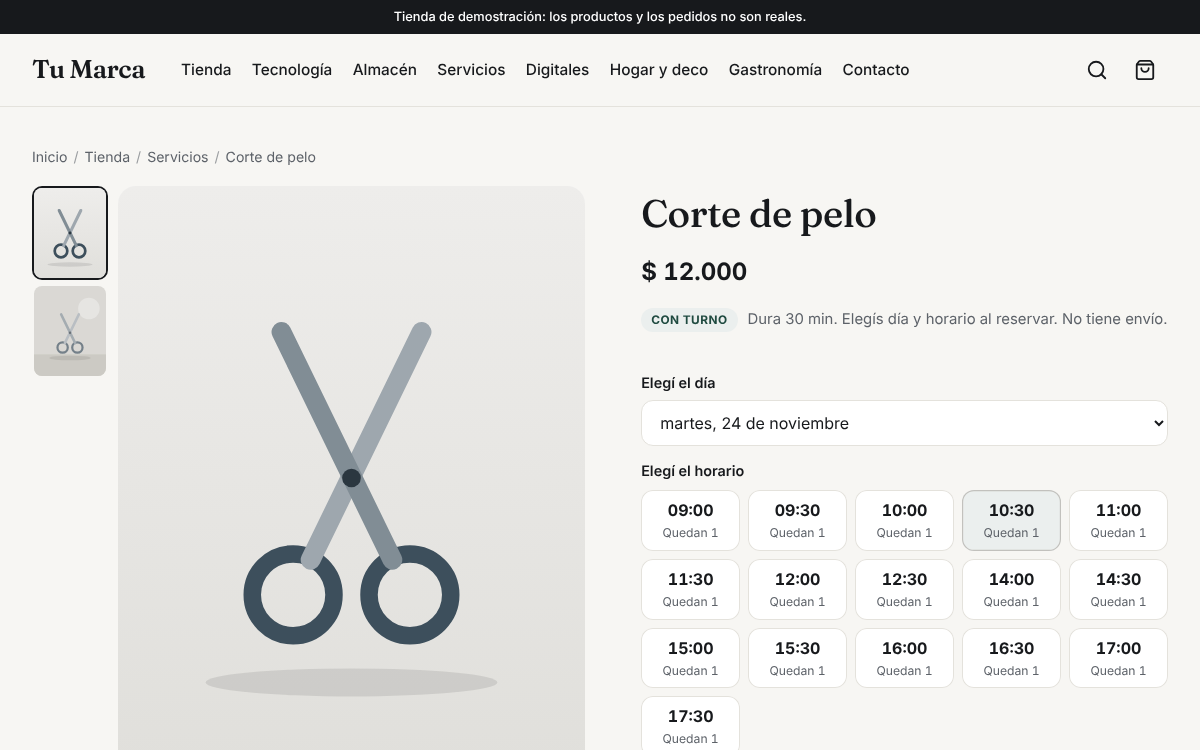 Tienda de demostración: los productos y los pedidos no son reales.
Tu Marca
Tienda Tecnología Almacén Servicios Digitales Hogar y deco Gastronomía Contacto
Inicio / Tienda / Servicios / Corte de pelo
Corte de pelo
$ 12.000
CON TURNO Dura 30 min. Elegís día y horario al reservar. No tiene envío.
Elegí el día
martes, 24 de noviembre
Elegí el horario
09:00 09:30 10:00 10:30 11:00
Quedan 1 Quedan 1 Quedan 1 Quedan 1 Quedan 1
11:30 12:00 12:30 14:00 14:30
Quedan 1 Quedan 1 Quedan 1 Quedan 1 Quedan 1
15:00 15:30 16:00 16:30 17:00
Quedan 1 Quedan 1 Quedan 1 Quedan 1 Quedan 1
17:30
Quedan 1